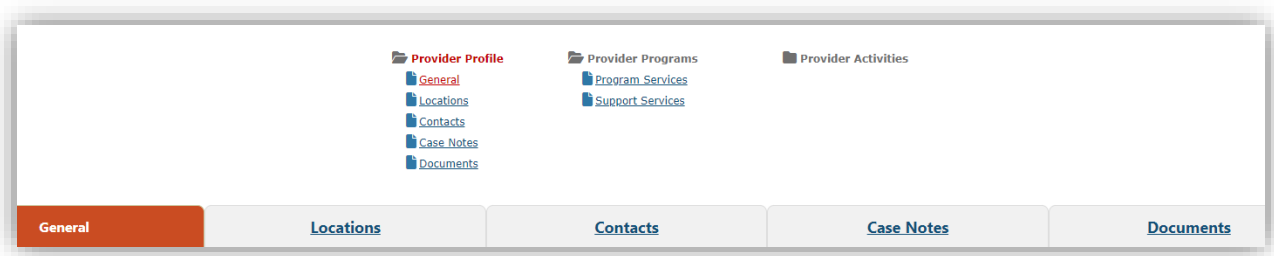 Provider Profile
General
Locations
Contacts
Case Notes
Documents
Provider Programs
Program Services
Support Services
Provider Activities
General
Locations
Contacts
Case Notes
Documents